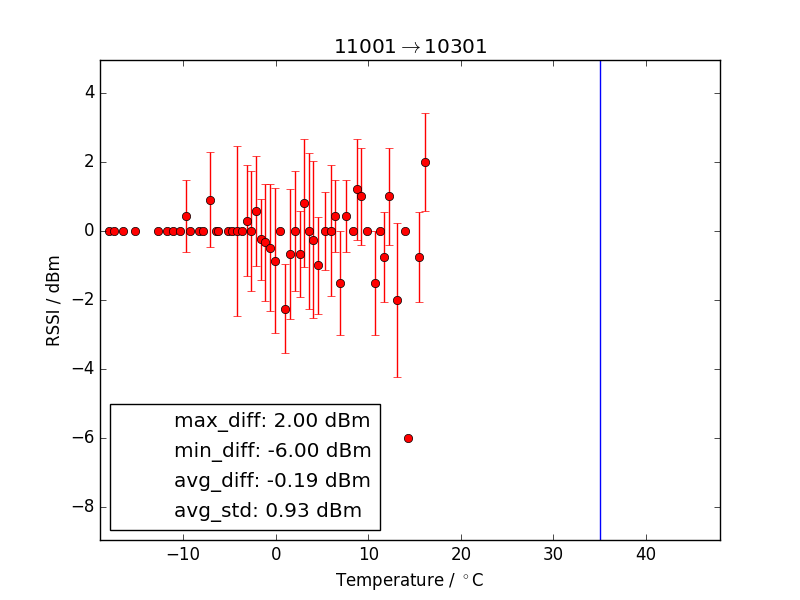 11001→10301
4
2
0
−2
−4
−6
−8
RSSI / dBm
max_diff: 2.00 dBm
min_diff: -6.00 dBm
avg_diff: -0.19 dBm
avg_std: 0.93 dBm
−10 0 10 20 30 40
Temperature / °C